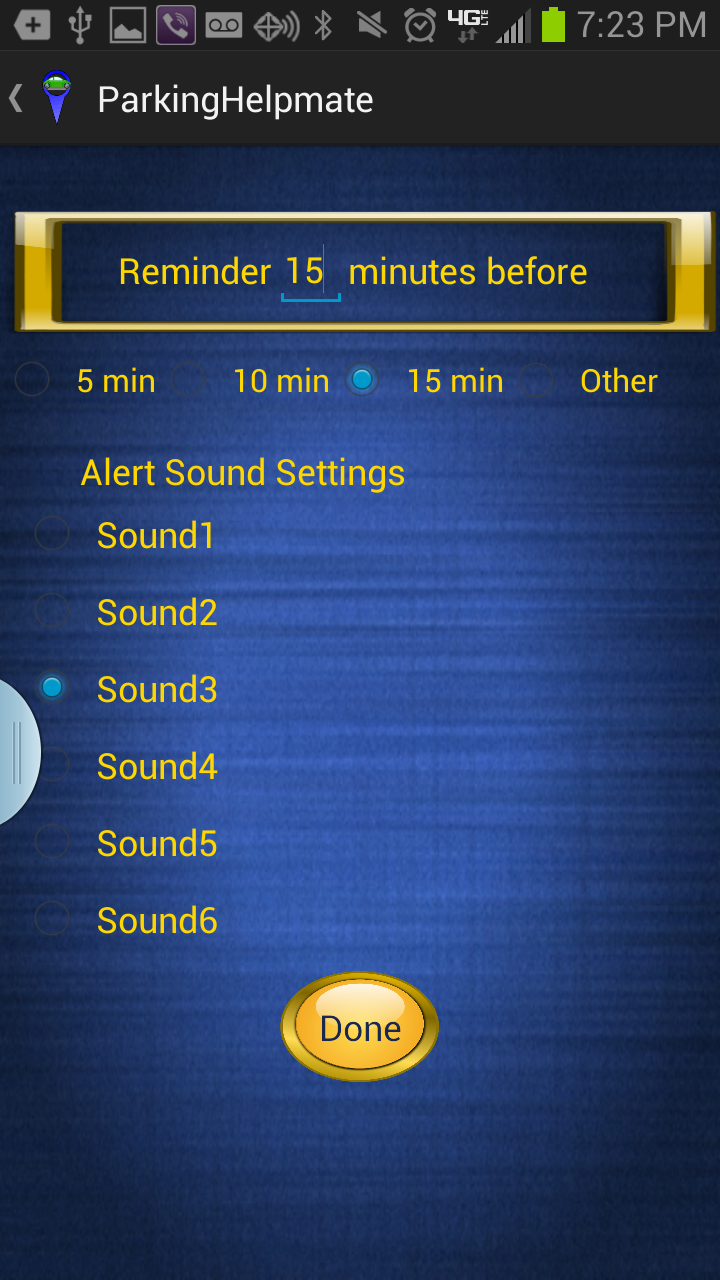 4G LTE 7:23 PM
ParkingHelpmate
Reminder 15 minutes before
5 min 10 min 15 min Other
Alert Sound Settings
Sound1
Sound2
Sound3
Sound4
Sound5
Sound6
Done